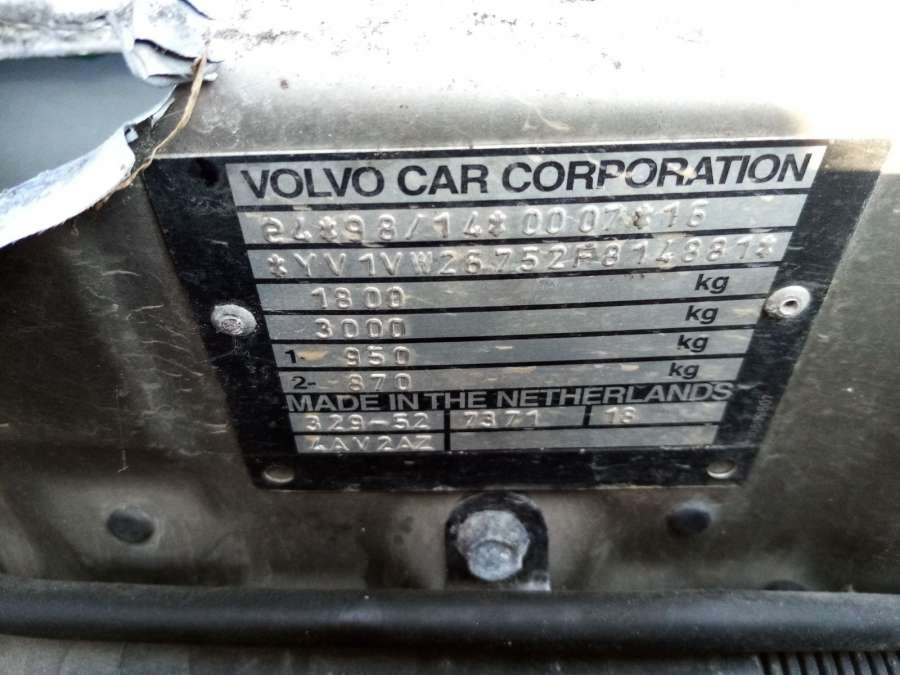 VOLVO CAR CORPORATION
e4*98/14*0007*16
*YV1VW26752F814881*
1800 kg
3000 kg
1- 950 kg
2- 870 kg
MADE IN THE NETHERLANDS
329-52 7371 18
4AV2AZ